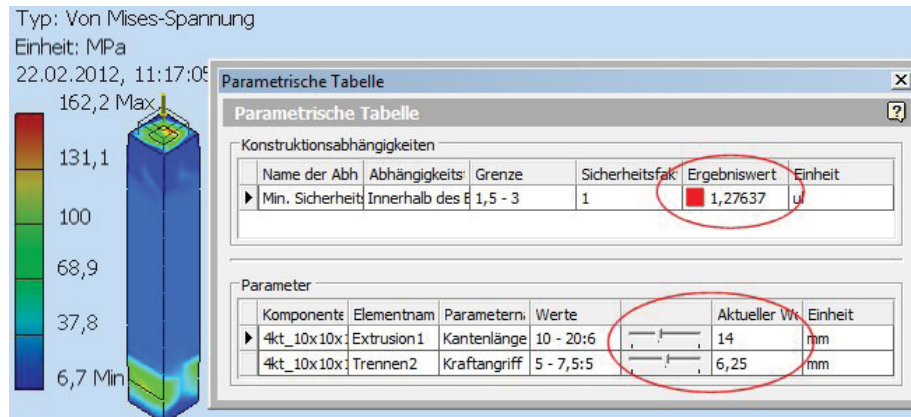 Typ: Von Mises-Spannung
Einheit: MPa
22.02.2012, 11:17:05
162,2 Max
131,1
100
68,9
37,8
6,7 Min
Parametrische Tabelle
Parametrische Tabelle
Konstruktionsabhängigkeiten
Name der Abh Abhängigkeits Grenze Sicherheitsfak Ergebniswert Einheit
Min. Sicherheits Innerhalb des 1,5 - 3 1 1,27637 ul
Parameter
Komponente Elementnam Parametern Werte Aktueller Einheit
4kt_10x10x1 Extrusion1 Kantenlänge 10 - 20:6 14 mm
4kt_10x10x1 Trennen2 Kraftangriff 5 - 7,5:5 6,25 mm